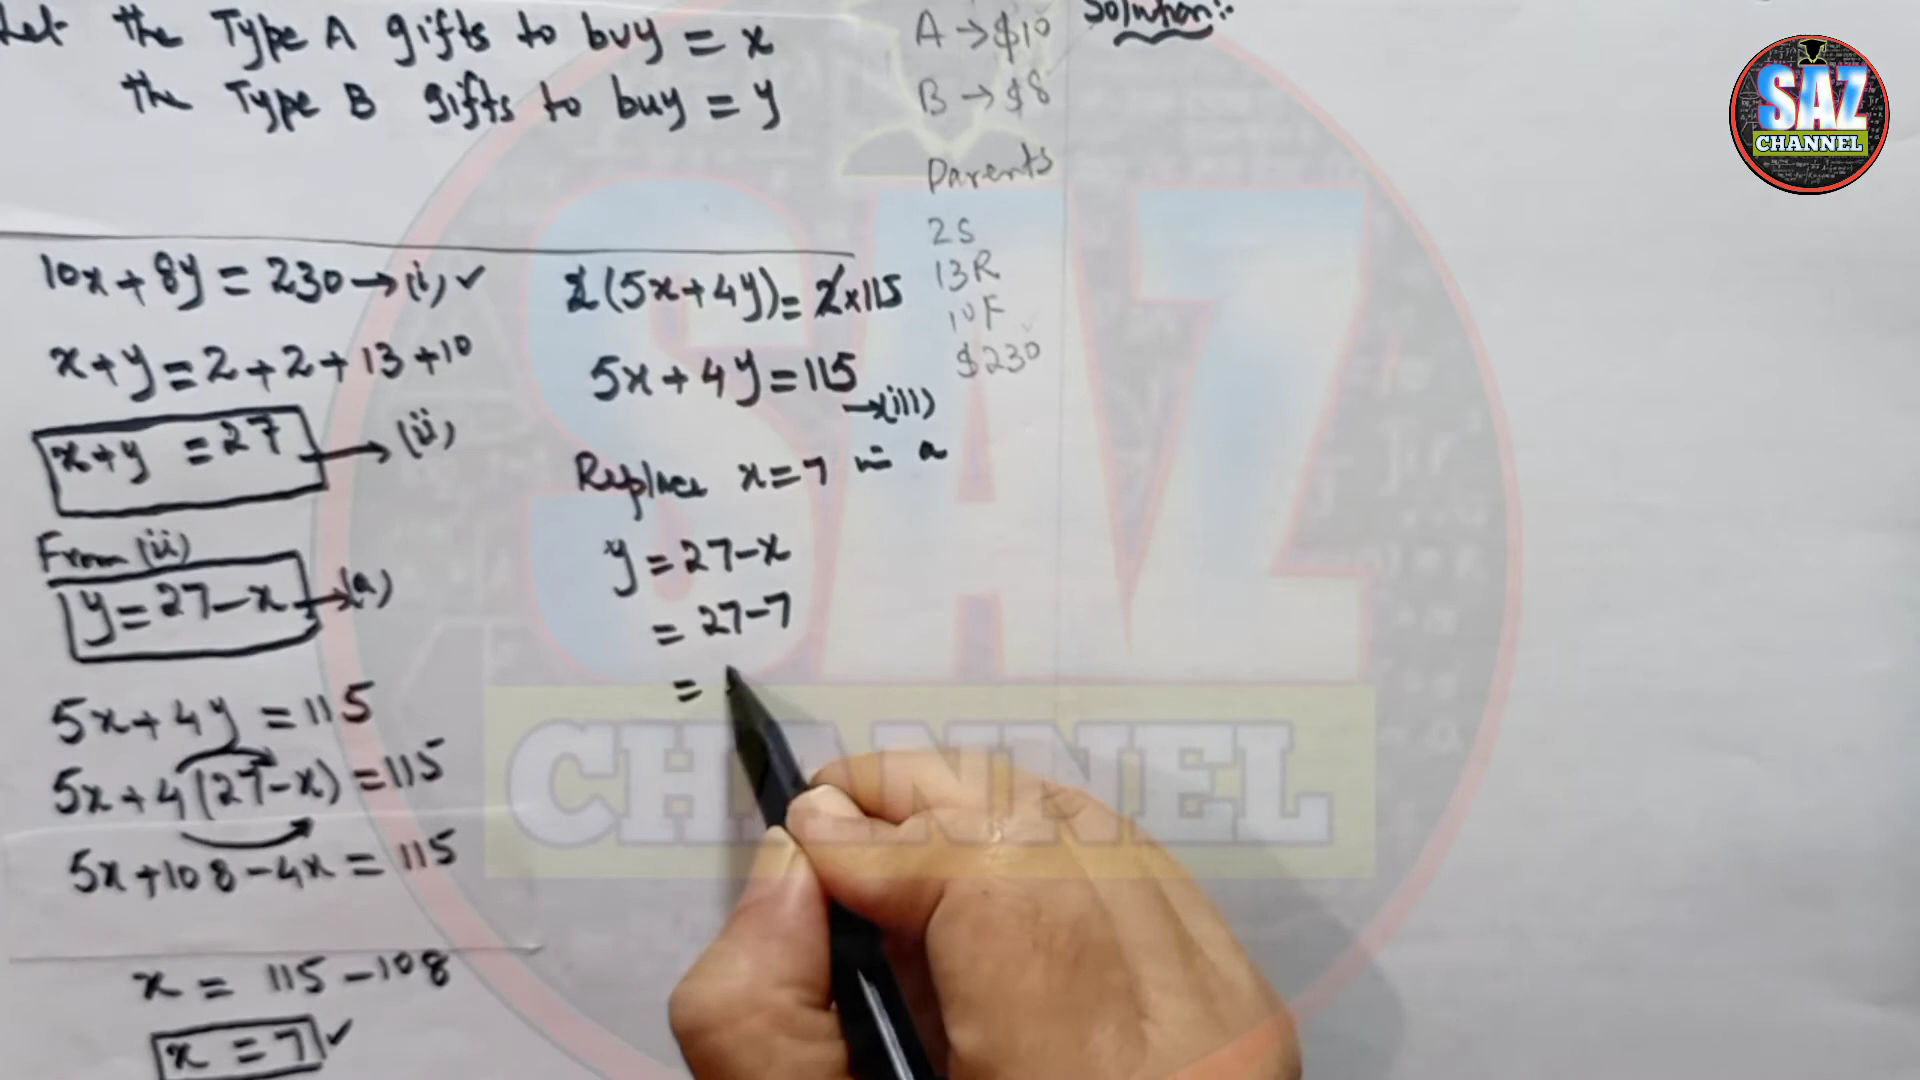 Let the Type A gifts to buy = x
the Type B gifts to buy = y
A → $10
B → $8
Parents
2S
13R
10F
$230
Solution:-
SAZ
CHANNEL
10x + 8y = 230 → (i) ✓
x + y = 2 + 2 + 13 + 10
x + y = 27 → (ii)
From (ii)
y = 27 - x → (a)
5x + 4y = 115
5x + 4(27 - x) = 115
5x + 108 - 4x = 115
x = 115 - 108
x = 7 ✓
2(5x + 4y) = 2 x 115
5x + 4y = 115
→ (iii)
Replace x = 7 in a
y = 27 - x
= 27 - 7
=
SAZ
CHANNEL